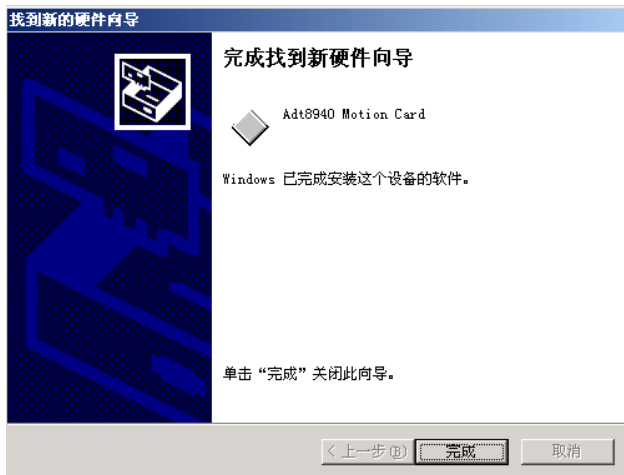 找到新的硬件向导
完成找到新硬件向导
Adt8940 Motion Card
Windows 已完成安装这个设备的软件。
单击“完成”关闭此向导。
< 上一步(B)
完成
取消